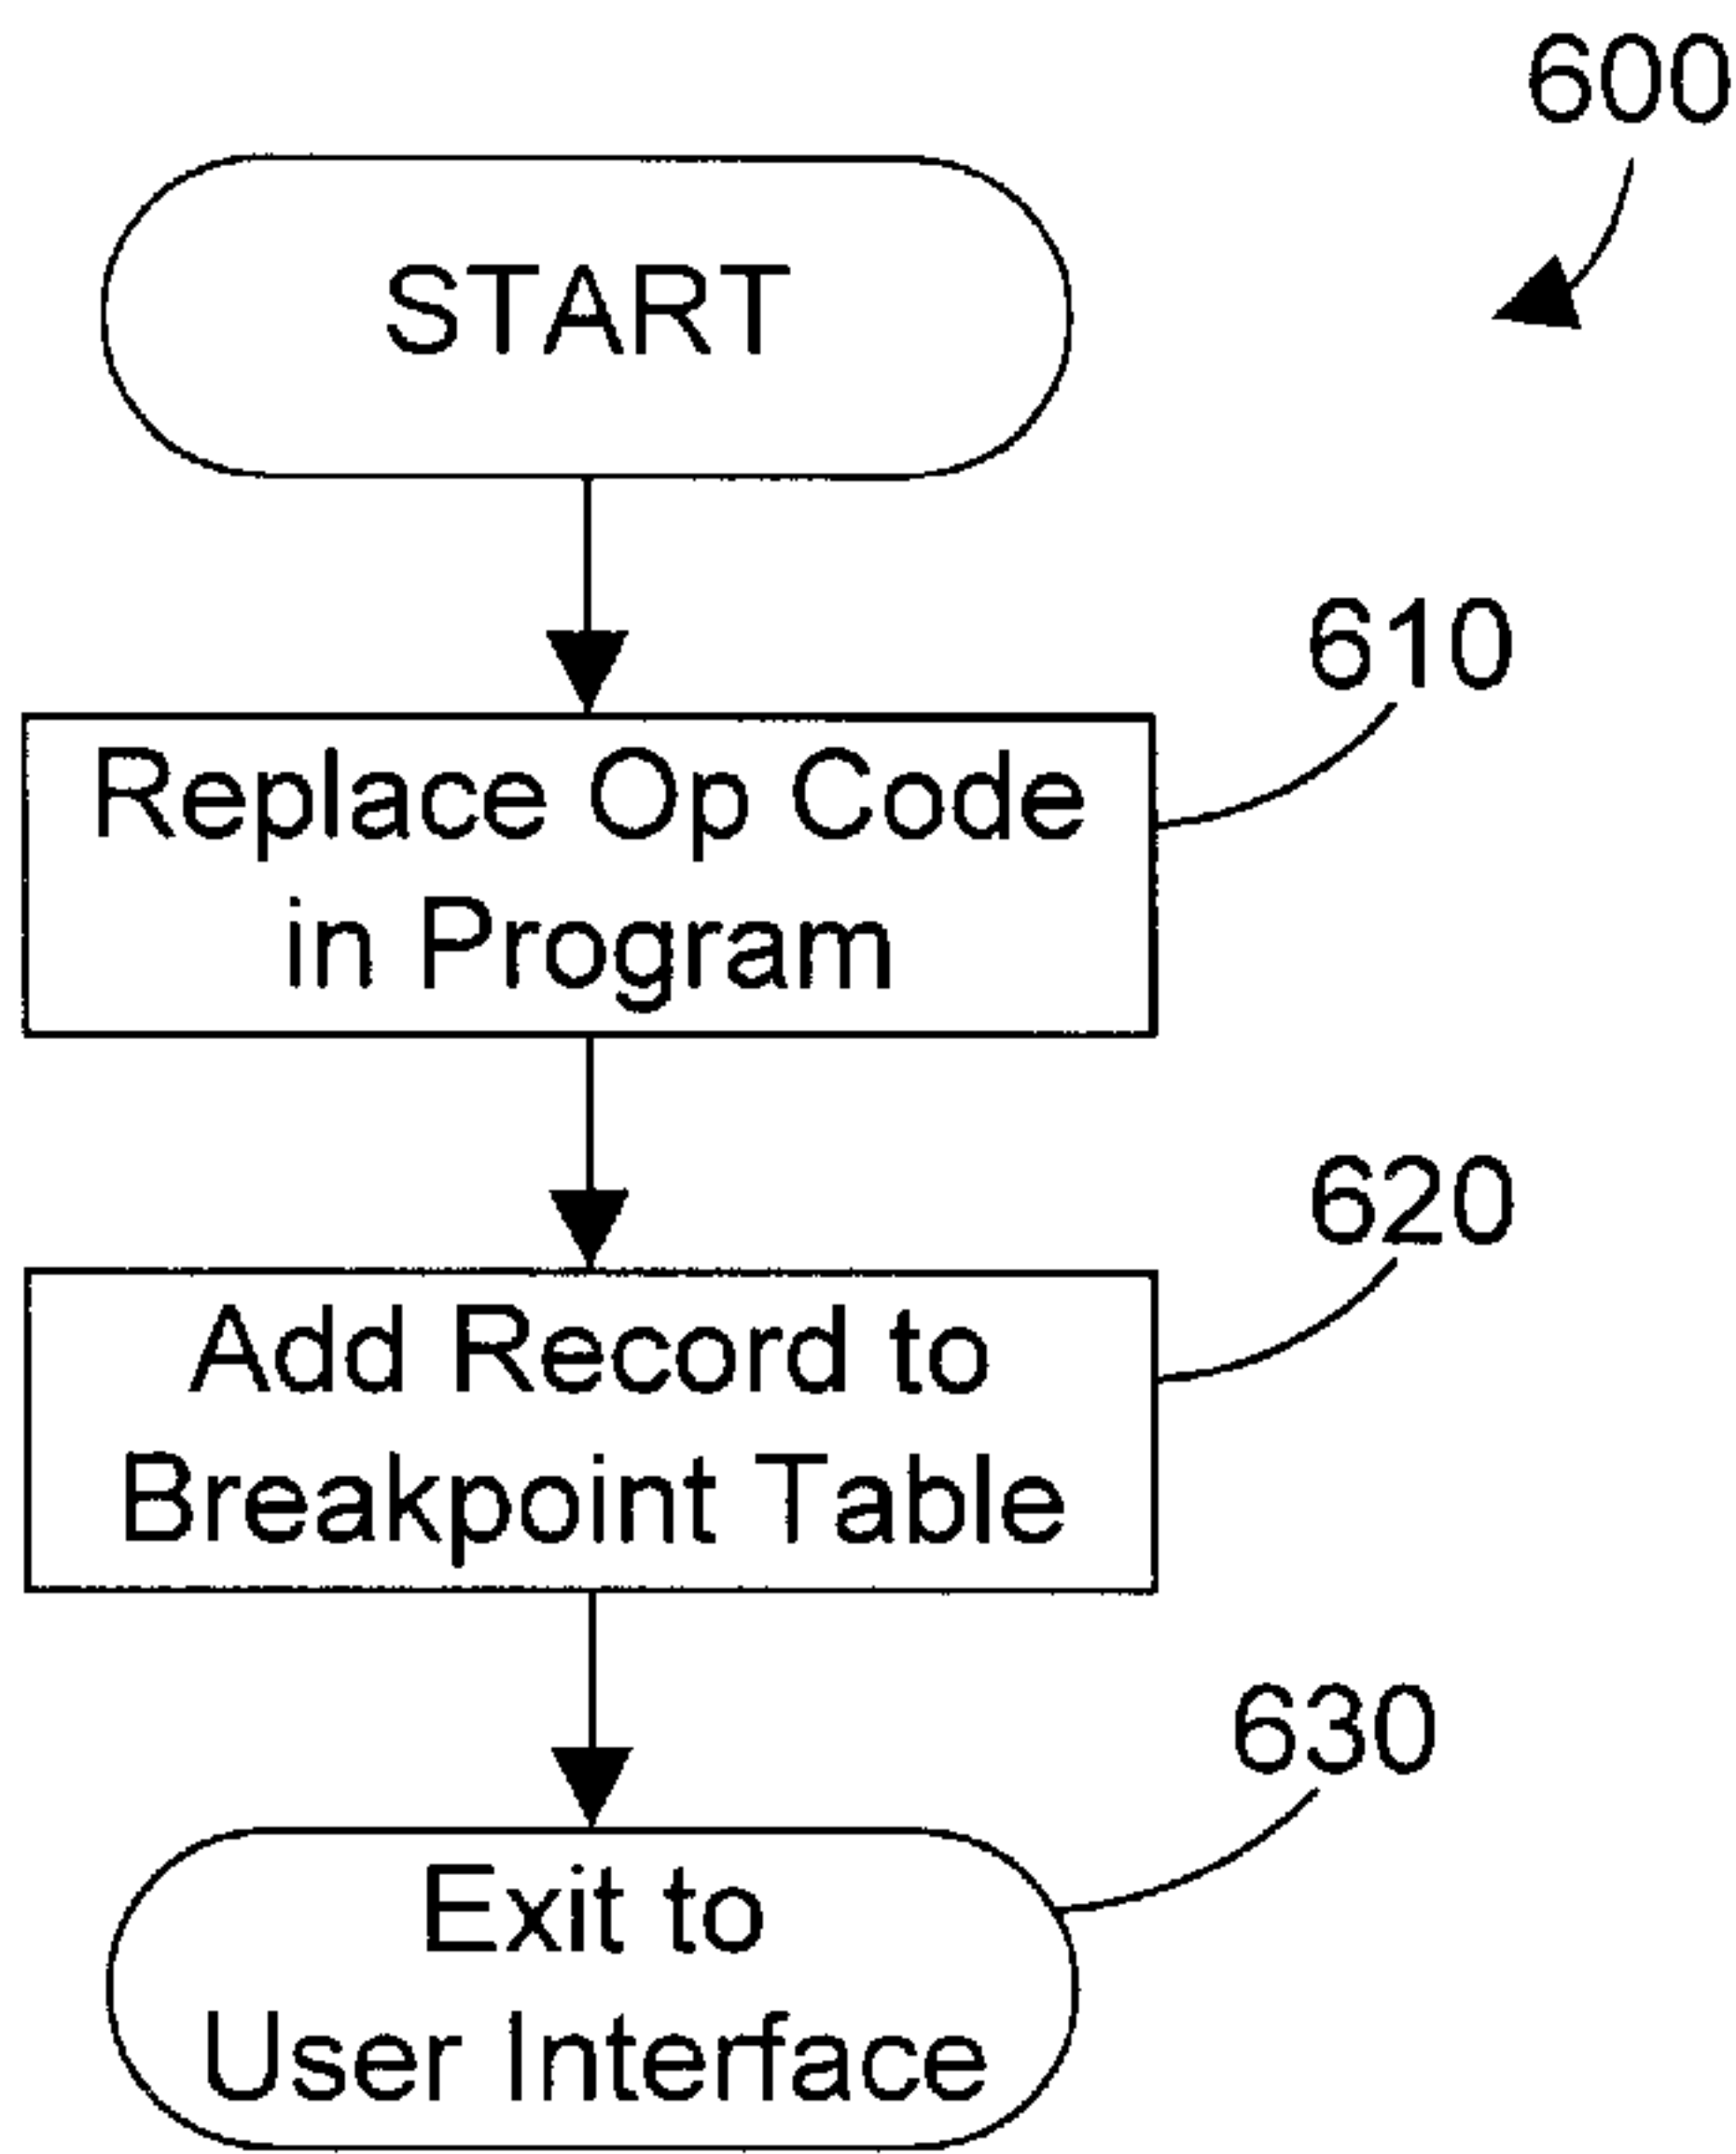 600
START
610
Replace Op Code
in Program
620
Add Record to
Breakpoint Table
630
Exit to
User Interface